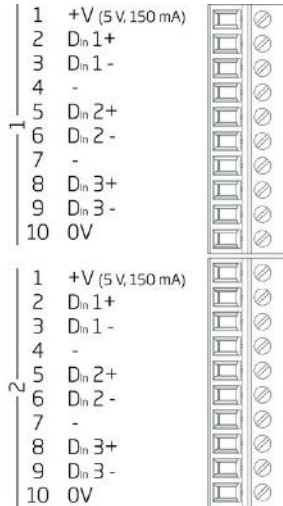 1 +V (5 V, 150 mA)
2 DIn 1+
3 DIn 1 -
4 -
5 DIn 2+
6 DIn 2 -
7 -
8 DIn 3+
9 DIn 3 -
10 0V
1
1 +V (5 V, 150 mA)
2 DIn 1+
3 DIn 1 -
4 -
5 DIn 2+
6 DIn 2 -
7 -
8 DIn 3+
9 DIn 3 -
10 0V
2